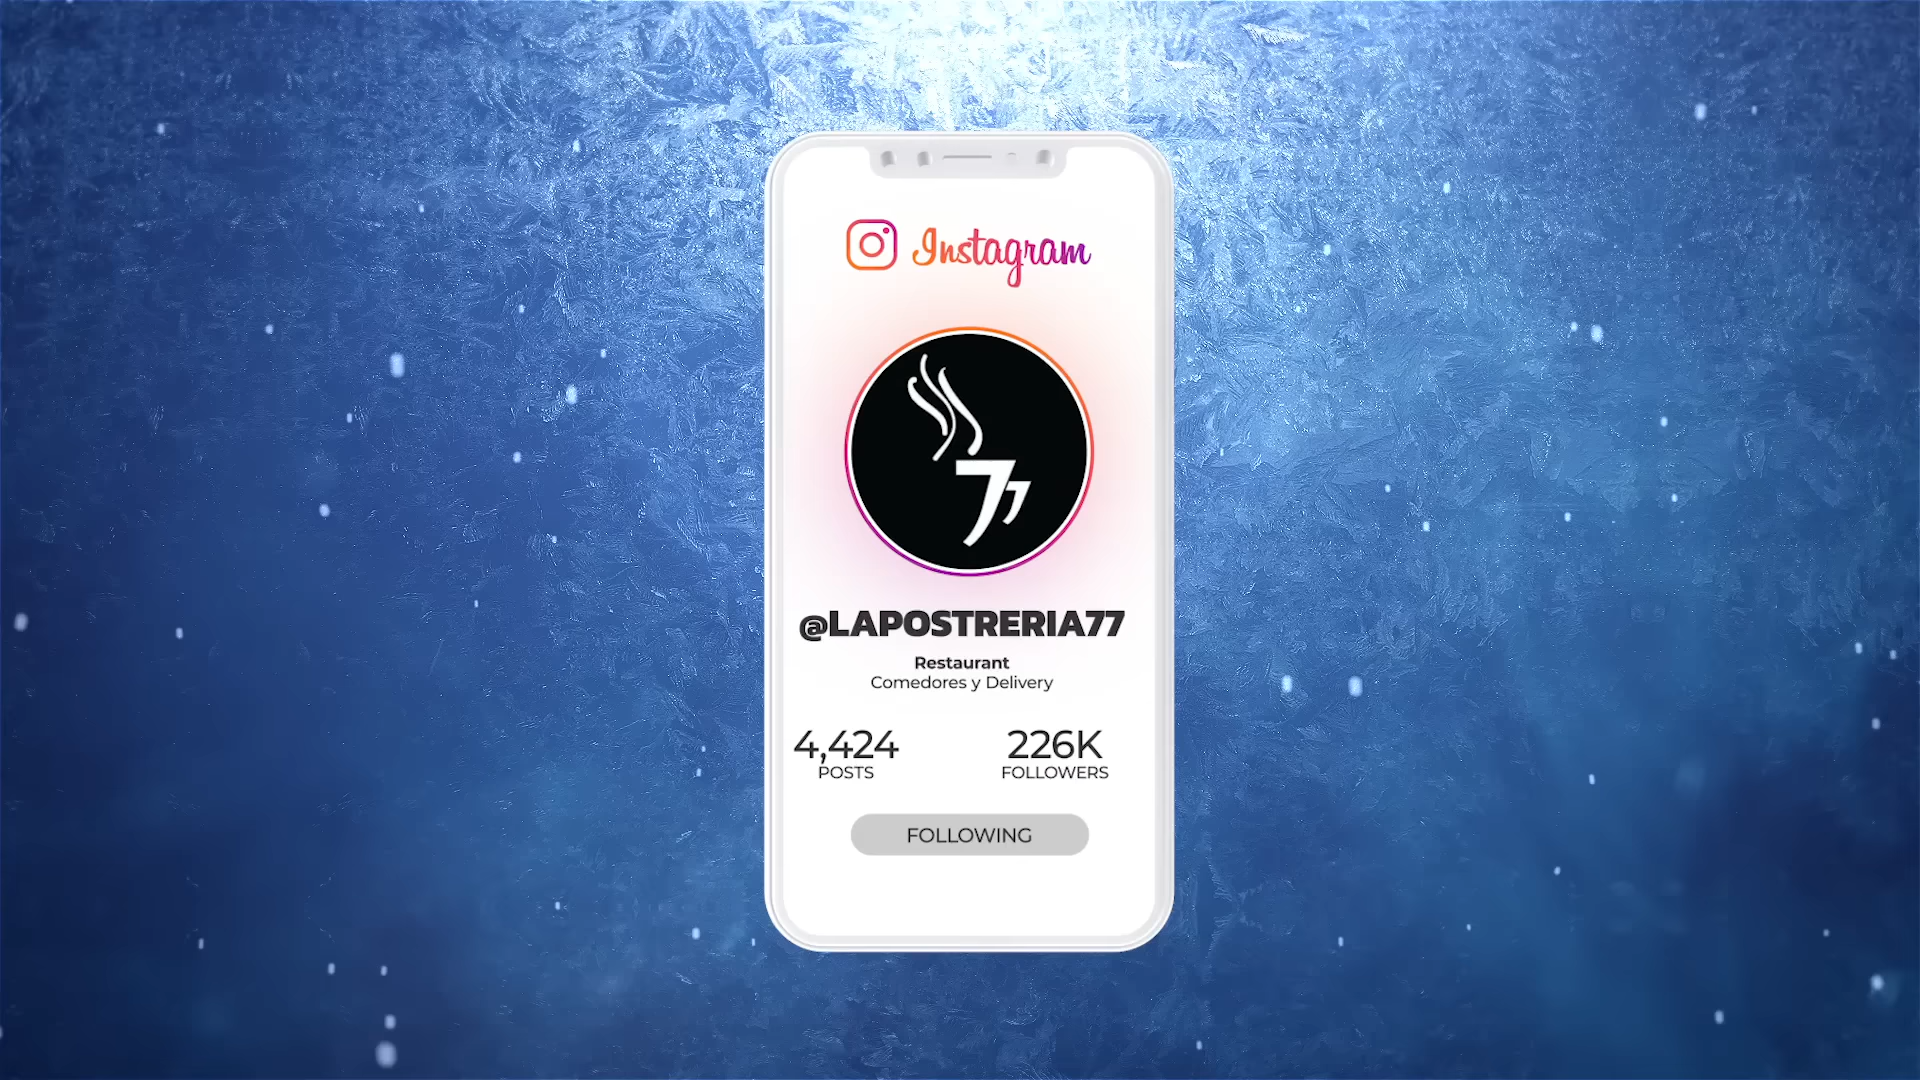 Instagram
77
@LAPOSTRERIA77
Restaurant
Comedores y Delivery
4,424
POSTS
226K
FOLLOWERS
FOLLOWING